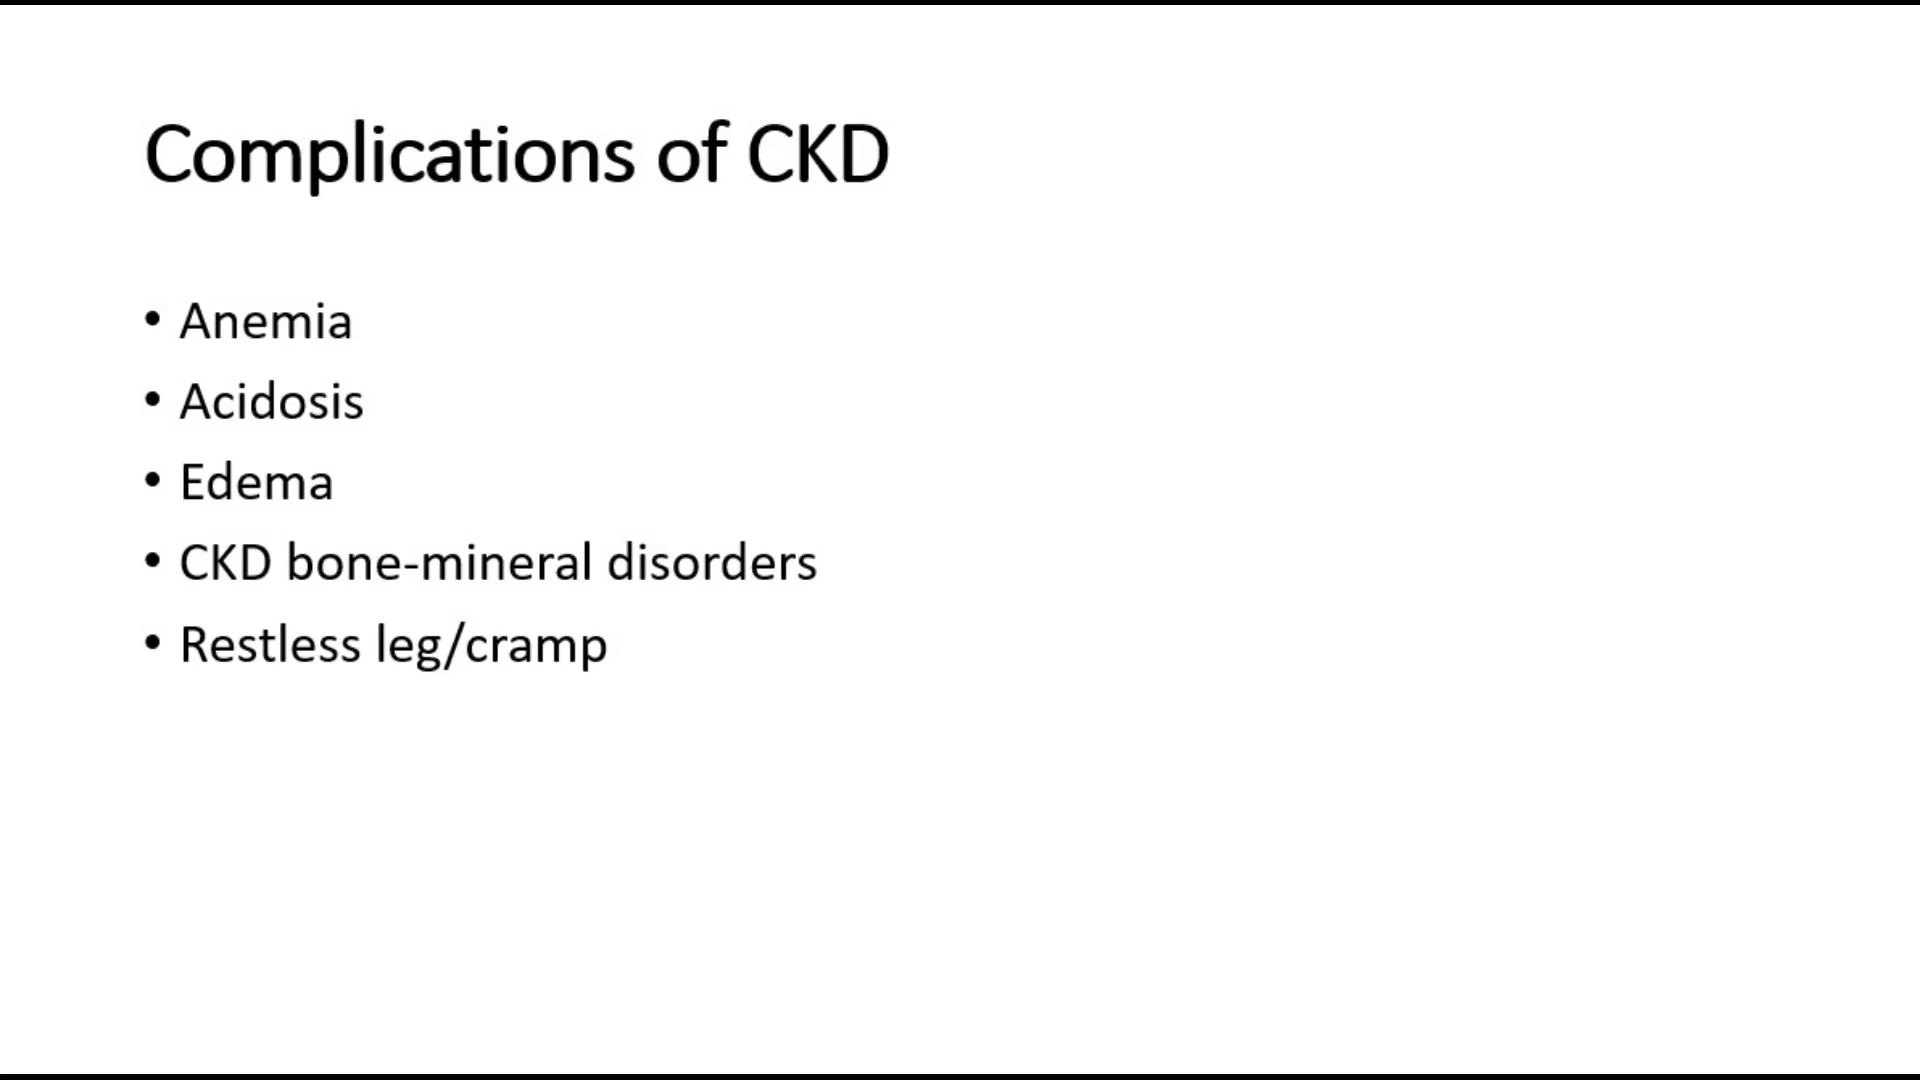 Complications of CKD
• Anemia
• Acidosis
• Edema
• CKD bone-mineral disorders
• Restless leg/cramp